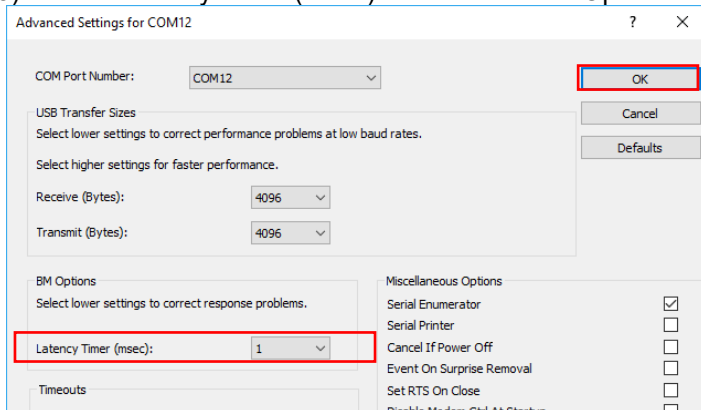 Advanced Settings for COM12 ? ×
COM Port Number: COM12
OK
USB Transfer Sizes
Cancel
Select lower settings to correct performance problems at low baud rates.
Defaults
Select higher settings for faster performance.
Receive (Bytes): 4096
Transmit (Bytes): 4096
BM Options
Select lower settings to correct response problems.
Latency Timer (msec): 1
Timeouts
Miscellaneous Options
Serial Enumerator
Serial Printer
Cancel If Power Off
Event On Surprise Removal
Set RTS On Close